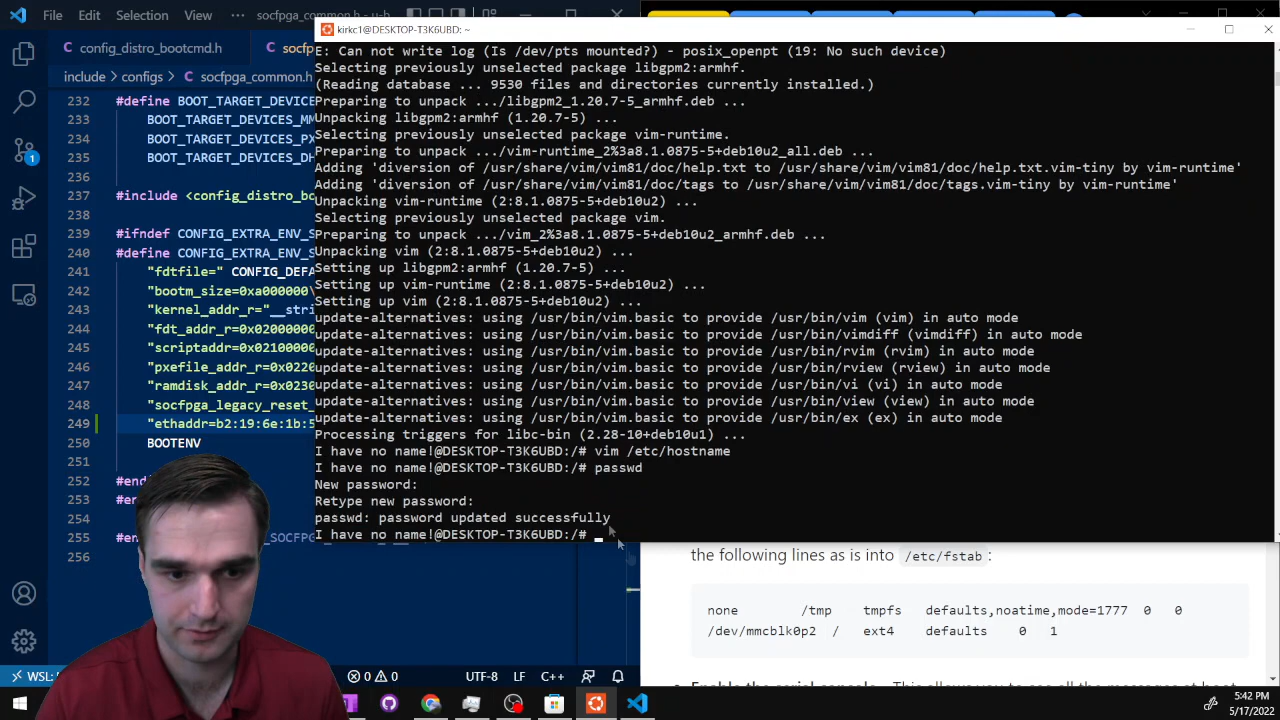 File Edit Selection ··· socfpga_common.h - u-b
config_distro_bootcmd.h socfp
include > configs > socfpga_common.h
232 #define BOOT_TARGET_DEVICE
233 BOOT_TARGET_DEVICES_MM
234 BOOT_TARGET_DEVICES_PX
235 BOOT_TARGET_DEVICES_DH
236
237 #include <config_distro_bo
238
239 #ifndef CONFIG_EXTRA_ENV_S
240 #define CONFIG_EXTRA_ENV_S
241 "fdtfile=" CONFIG_DEFA
242 "bootm_size=0xa000000\
243 "kernel_addr_r="__stri
244 "fdt_addr_r=0x02000000
245 "scriptaddr=0x02100000
246 "pxefile_addr_r=0x0220
247 "ramdisk_addr_r=0x0230
248 "socfpga_legacy_reset_
249 "ethaddr=b2:19:6e:1b:5
250 BOOTENV
251
252 #end
253 #en
254
255 #en
256
1
WSL:
0 0 UTF-8 LF C++
kirkc1@DESKTOP-T3K6UBD: ~
E: Can not write log (Is /dev/pts mounted?) - posix_openpt (19: No such device)
Selecting previously unselected package libgpm2:armhf.
(Reading database ... 9530 files and directories currently installed.)
Preparing to unpack .../libgpm2_1.20.7-5_armhf.deb ...
Unpacking libgpm2:armhf (1.20.7-5) ...
Selecting previously unselected package vim-runtime.
Preparing to unpack .../vim-runtime_2%3a8.1.0875-5+deb10u2_all.deb ...
Adding 'diversion of /usr/share/vim/vim81/doc/help.txt to /usr/share/vim/vim81/doc/help.txt.vim-tiny by vim-runtime'
Adding 'diversion of /usr/share/vim/vim81/doc/tags to /usr/share/vim/vim81/doc/tags.vim-tiny by vim-runtime'
Unpacking vim-runtime (2:8.1.0875-5+deb10u2) ...
Selecting previously unselected package vim.
Preparing to unpack .../vim_2%3a8.1.0875-5+deb10u2_armhf.deb ...
Unpacking vim (2:8.1.0875-5+deb10u2) ...
Setting up libgpm2:armhf (1.20.7-5) ...
Setting up vim-runtime (2:8.1.0875-5+deb10u2) ...
Setting up vim (2:8.1.0875-5+deb10u2) ...
update-alternatives: using /usr/bin/vim.basic to provide /usr/bin/vim (vim) in auto mode
update-alternatives: using /usr/bin/vim.basic to provide /usr/bin/vimdiff (vimdiff) in auto mode
update-alternatives: using /usr/bin/vim.basic to provide /usr/bin/rvim (rvim) in auto mode
update-alternatives: using /usr/bin/vim.basic to provide /usr/bin/rview (rview) in auto mode
update-alternatives: using /usr/bin/vim.basic to provide /usr/bin/vi (vi) in auto mode
update-alternatives: using /usr/bin/vim.basic to provide /usr/bin/view (view) in auto mode
update-alternatives: using /usr/bin/vim.basic to provide /usr/bin/ex (ex) in auto mode
Processing triggers for libc-bin (2.28-10+deb10u1) ...
I have no name!@DESKTOP-T3K6UBD:/# vim /etc/hostname
I have no name!@DESKTOP-T3K6UBD:/# passwd
New password:
Retype new password:
passwd: password updated successfully
I have no name!@DESKTOP-T3K6UBD:/#
the following lines as is into /etc/fstab :
none /tmp tmpfs defaults,noatime,mode=1777 0 0
/dev/mmcblk0p2 / ext4 defaults 0 1
5:42 PM
5/17/2022